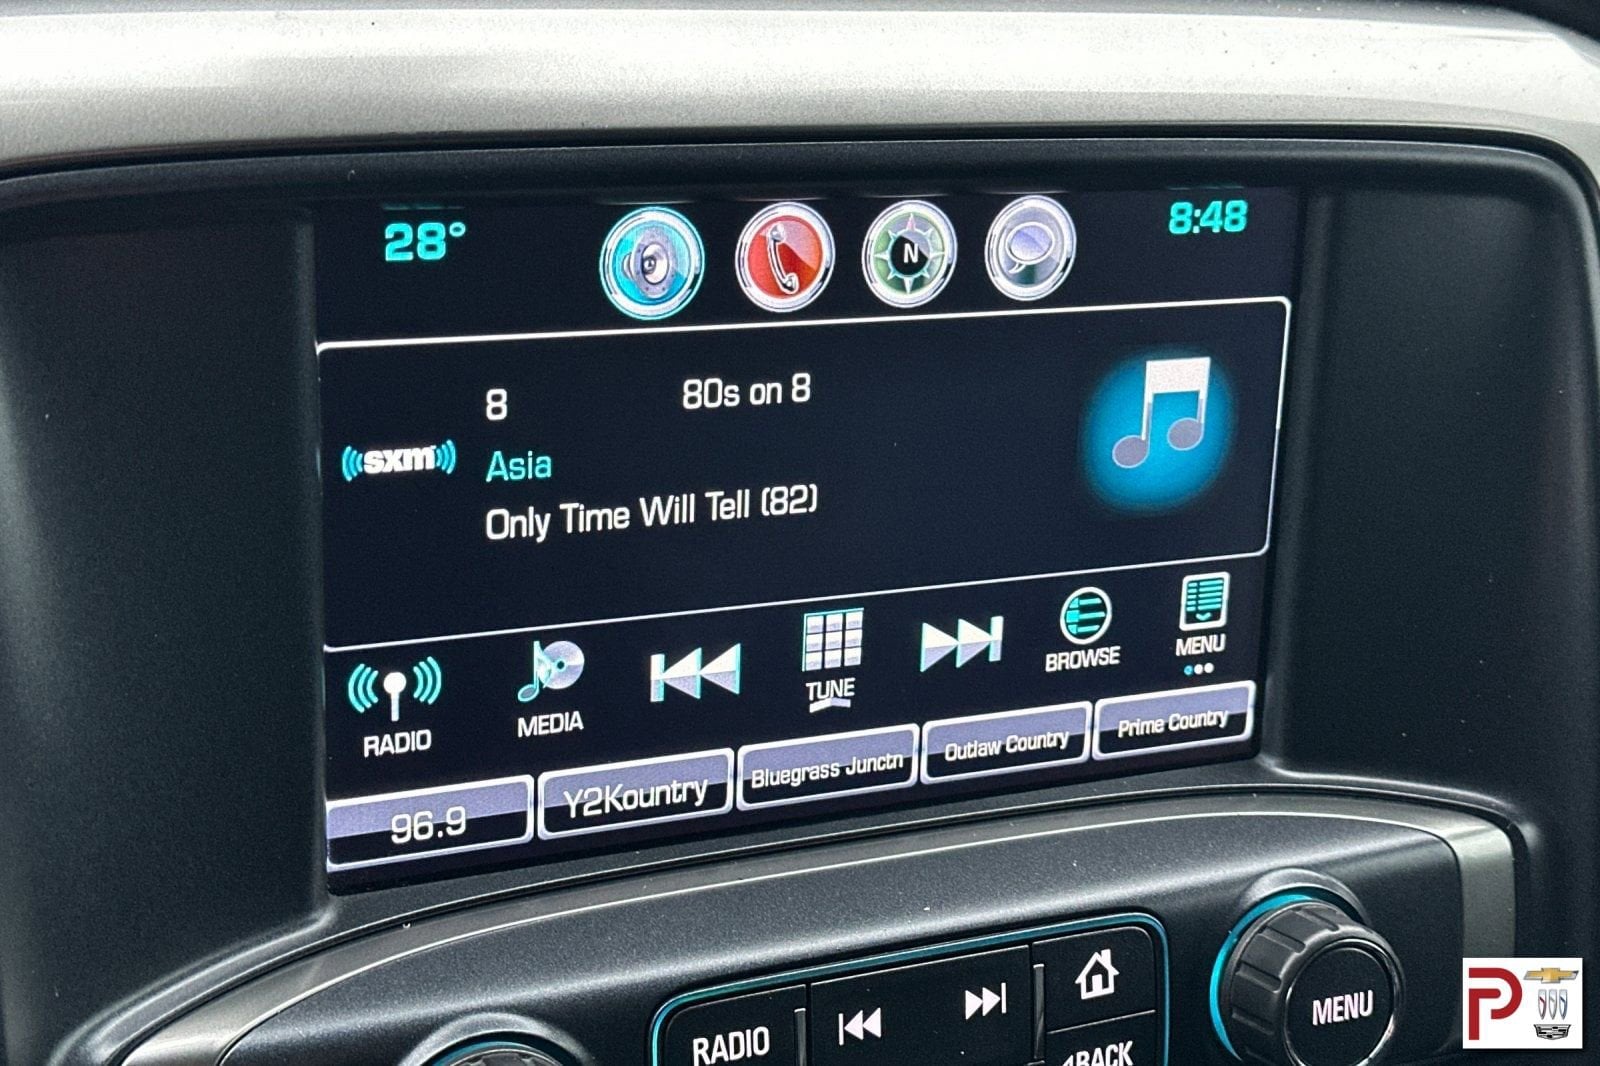 28°
N
8:48
8
80s on 8
sxm
Asia
Only Time Will Tell (82)
RADIO
MEDIA
TUNE
BROWSE
MENU
96.9
Y2Kountry
Bluegrass Junctn
Outlaw Country
Prime Country
RADIO
BACK
MENU
P